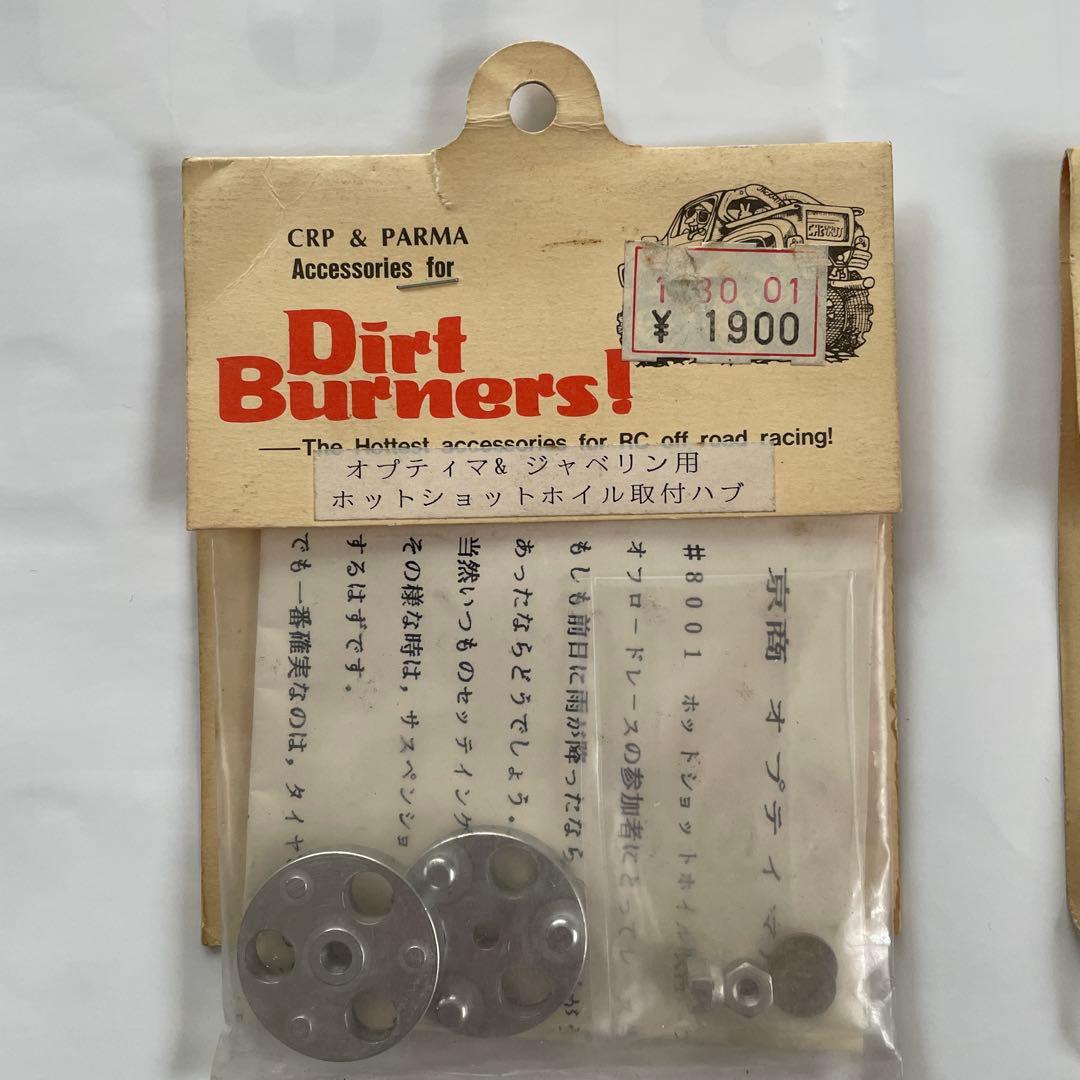 CRP & PARMA
Accessories for
Dirt
Burners!
The Hottest accessories for RC off road racing!
1 30 01
¥ 1900
オプティマ& ジャベリン用
ホットショットホイル取付ハブ
京商 オプティマ
#8001 ホットショットホイル
オフロードレースの参加者にとって
もしも前日に雨が降ったなら
あったならどうでしょう。
当然いつものセッティング
その様な時は，サスペンショ
するはずです．
でも一番確実なのは，タイヤ